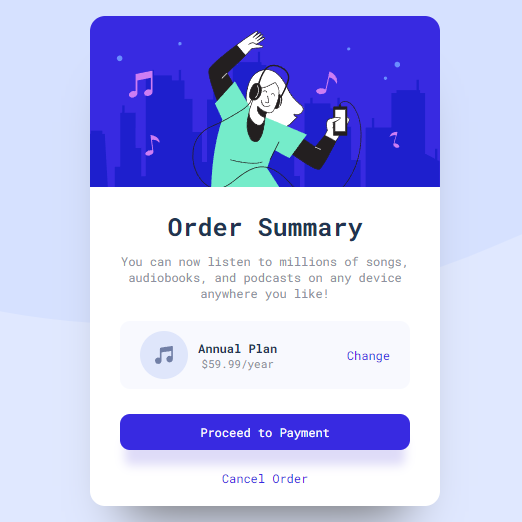 Order Summary
You can now listen to millions of songs,
audiobooks, and podcasts on any device
anywhere you like!
Annual Plan
$59.99/year
Change
Proceed to Payment
Cancel Order